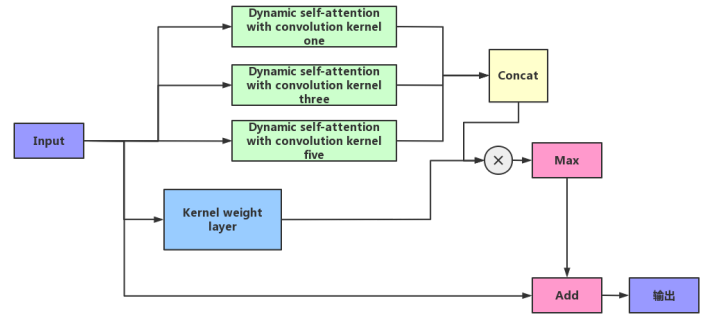 Dynamic self-attention
with convolution kernel
one
Concat
Dynamic self-attention
with convolution kernel
three
Input
Dynamic self-attention
with convolution kernel
five
×
Max
Kernel weight
layer
Add
输出